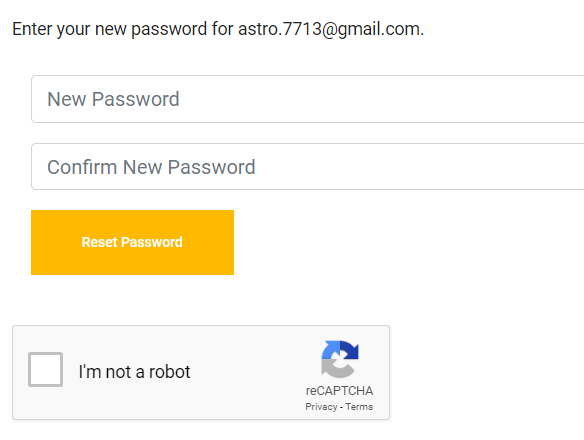 Enter your new password for astro.7713@gmail.com.
New Password
Confirm New Password
Reset Password
I'm not a robot
reCAPTCHA
Privacy - Terms